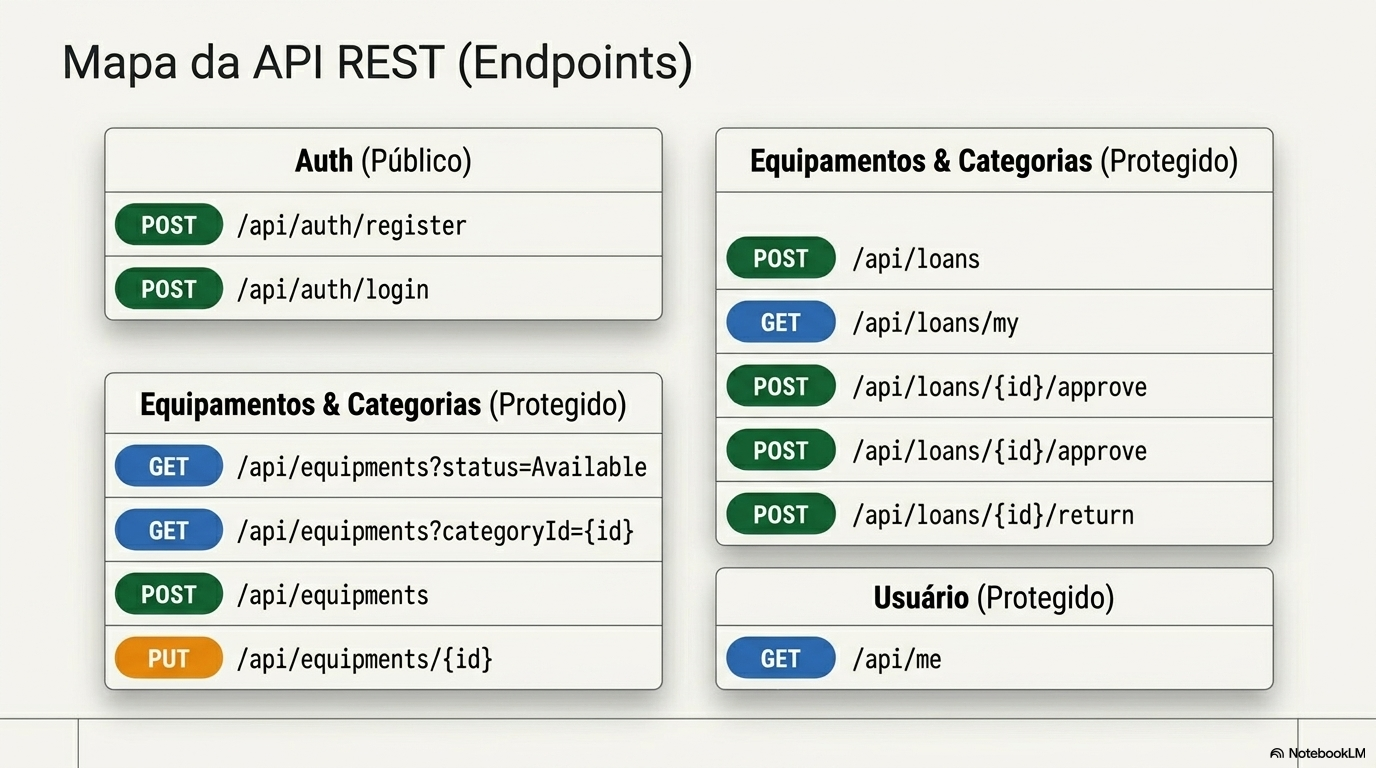 Mapa da API REST (Endpoints)
Auth (Público)
POST /api/auth/register
POST /api/auth/login
Equipamentos & Categorias (Protegido)
GET /api/equipments?status=Available
GET /api/equipments?categoryId={id}
POST /api/equipments
PUT /api/equipments/{id}
Equipamentos & Categorias (Protegido)
POST /api/loans
GET /api/loans/my
POST /api/loans/{id}/approve
POST /api/loans/{id}/approve
POST /api/loans/{id}/return
Usuário (Protegido)
GET /api/me
NotebookLM